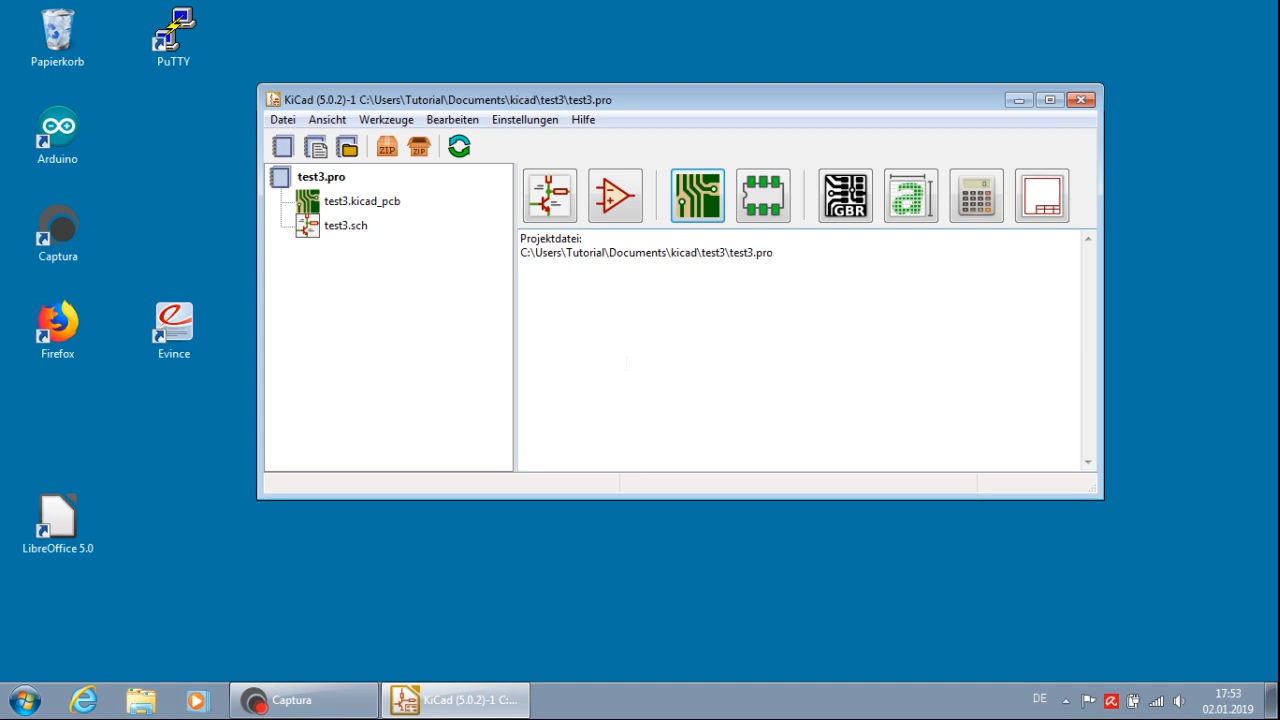 Papierkorb
PuTTY
Arduino
Captura
Firefox
Evince
LibreOffice 5.0
KiCad (5.0.2)-1 C:\Users\Tutorial\Documents\kicad\test3\test3.pro
Datei Ansicht Werkzeuge Bearbeiten Einstellungen Hilfe
ZIP ZIP
test3.pro
test3.kicad_pcb
test3.sch
GBR a 0.
Projektdatei:
C:\Users\Tutorial\Documents\kicad\test3\test3.pro
Captura
KiCad (5.0.2)-1 C:...
DE
17:53
02.01.2019